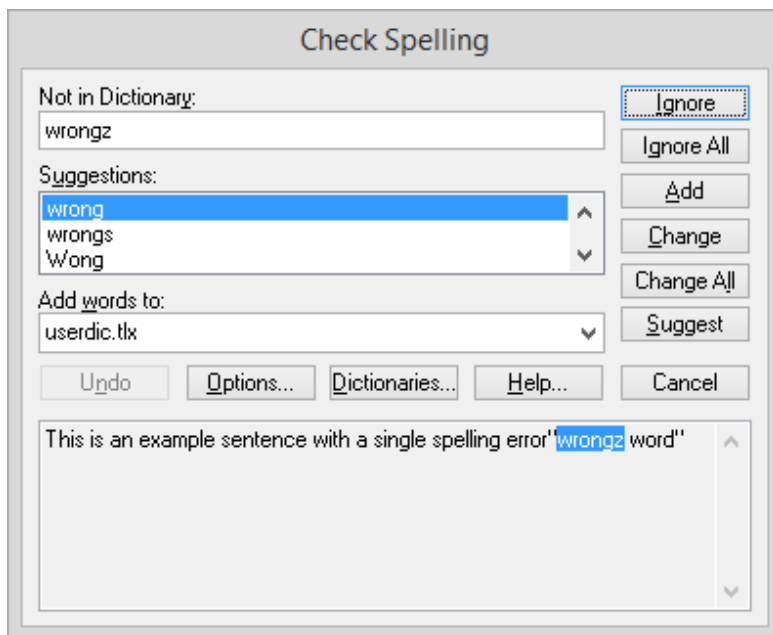 Check Spelling
Not in Dictionary:
wrongz
Ignore
Ignore All
Suggestions:
wrong
wrongs
Wong
Add
Change
Change All
Add words to:
userdic.tlx
Suggest
Undo
Options...
Dictionaries...
Help...
Cancel
This is an example sentence with a single spelling error"wrongz word"